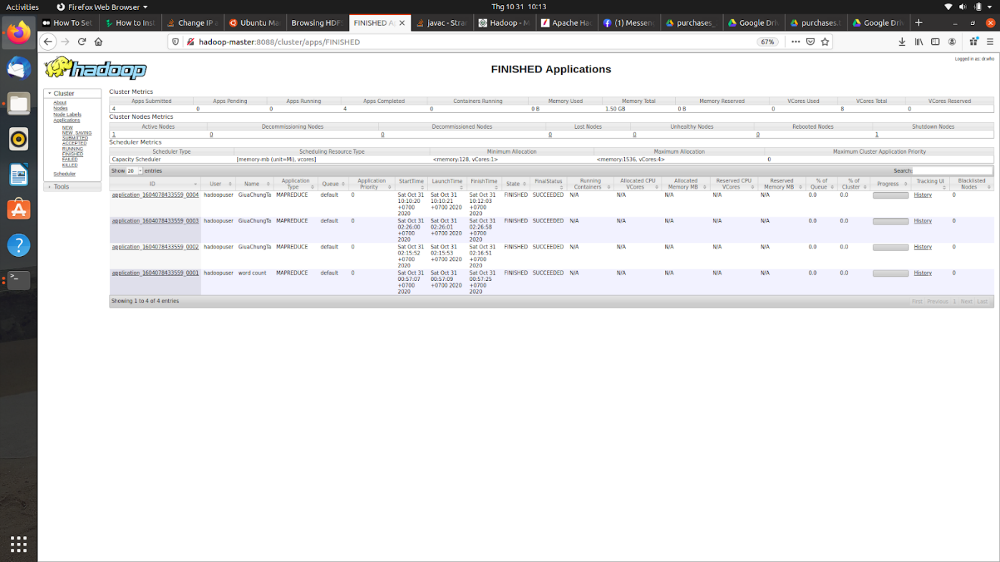 Activities Firefox Web Browser Thg 10 31 10:13
How To Set How to Inst Change IP a Ubuntu Ma Browsing HDFS FINISHED Ap javac - Stra Hadoop - M Apache Had (1) Messeng purchases_ Google Driv purchases.t Google Driv
hadoop-master:8088/cluster/apps/FINISHED 67%
Logged in as: dr.who
hadoop FINISHED Applications
Cluster
About
Nodes
Node Labels
Applications
NEW
NEW_SAVING
SUBMITTED
ACCEPTED
RUNNING
FINISHED
FAILED
KILLED
Scheduler
Tools
Cluster Metrics
Apps Submitted Apps Pending Apps Running Apps Completed Containers Running Memory Used Memory Total Memory Reserved VCores Used VCores Total VCores Reserved
4 0 0 4 0 0 B 1.50 GB 0 B 0 8 0
Cluster Nodes Metrics
Active Nodes Decommissioning Nodes Decommissioned Nodes Lost Nodes Unhealthy Nodes Rebooted Nodes Shutdown Nodes
1 0 0 0 0 0 1
Scheduler Metrics
Scheduler Type Scheduling Resource Type Minimum Allocation Maximum Allocation Maximum Cluster Application Priority
Capacity Scheduler [memory-mb (unit=Mi), vcores] <memory:128, vCores:1> <memory:1536, vCores:4> 0
Show 20 entries Search:
ID User Name Application Type Queue Application Priority StartTime LaunchTime FinishTime State FinalStatus Running Containers Allocated CPU VCores Allocated Memory MB Reserved CPU VCores Reserved Memory MB % of Queue % of Cluster Progress Tracking UI Blacklisted Nodes
application_1604078433559_0004 hadoopuser GiuaChungTa MAPREDUCE default 0 Sat Oct 31 10:10:20 +0700 2020 Sat Oct 31 10:10:21 +0700 2020 Sat Oct 31 10:12:03 +0700 2020 FINISHED SUCCEEDED N/A N/A N/A N/A N/A 0.0 0.0 History 0
application_1604078433559_0003 hadoopuser GiuaChungTa MAPREDUCE default 0 Sat Oct 31 02:26:00 +0700 2020 Sat Oct 31 02:26:01 +0700 2020 Sat Oct 31 02:26:58 +0700 2020 FINISHED SUCCEEDED N/A N/A N/A N/A N/A 0.0 0.0 History 0
application_1604078433559_0002 hadoopuser GiuaChungTa MAPREDUCE default 0 Sat Oct 31 02:15:52 +0700 2020 Sat Oct 31 02:15:53 +0700 2020 Sat Oct 31 02:16:51 +0700 2020 FINISHED SUCCEEDED N/A N/A N/A N/A N/A 0.0 0.0 History 0
application_1604078433559_0001 hadoopuser word count MAPREDUCE default 0 Sat Oct 31 00:57:07 +0700 2020 Sat Oct 31 00:57:09 +0700 2020 Sat Oct 31 00:57:25 +0700 2020 FINISHED SUCCEEDED N/A N/A N/A N/A N/A 0.0 0.0 History 0
Showing 1 to 4 of 4 entries First Previous 1 Next Last